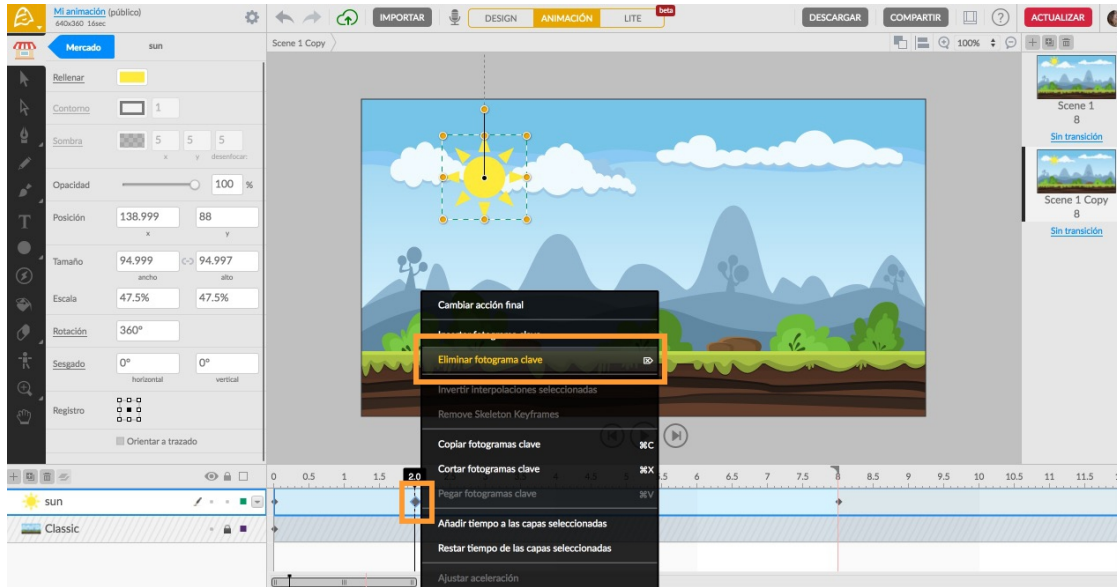 Mi animación (público)
640x360 16sec
IMPORTAR
DESIGN
ANIMACIÓN
LITE
beta
DESCARGAR
COMPARTIR
?
ACTUALIZAR
Mercado
sun
Scene 1 Copy
100%
Rellenar
Contorno
1
Sombra
5
5
5
x
y
desenfocar:
Opacidad
100 %
Posición
138.999
88
x
y
Tamaño
94.999
94.997
ancho
alto
Escala
47.5%
47.5%
Rotación
360°
Sesgado
0°
0°
horizontal
vertical
Registro
Orientar a trazado
T
Scene 1
8
Sin transición
Scene 1 Copy
8
Sin transición
Cambiar acción final
Insertar fotograma clave
Eliminar fotograma clave
Invertir interpolaciones seleccionadas
Remove Skeleton Keyframes
Copiar fotogramas clave ⌘C
Cortar fotogramas clave ⌘X
Pegar fotogramas clave ⌘V
Añadir tiempo a las capas seleccionadas
Restar tiempo de las capas seleccionadas
Ajustar aceleración
0 0.5 1 1.5 2.0 6 6.5 7 7.5 8 8.5 9 9.5 10 10.5 11 11.5
sun
Classic